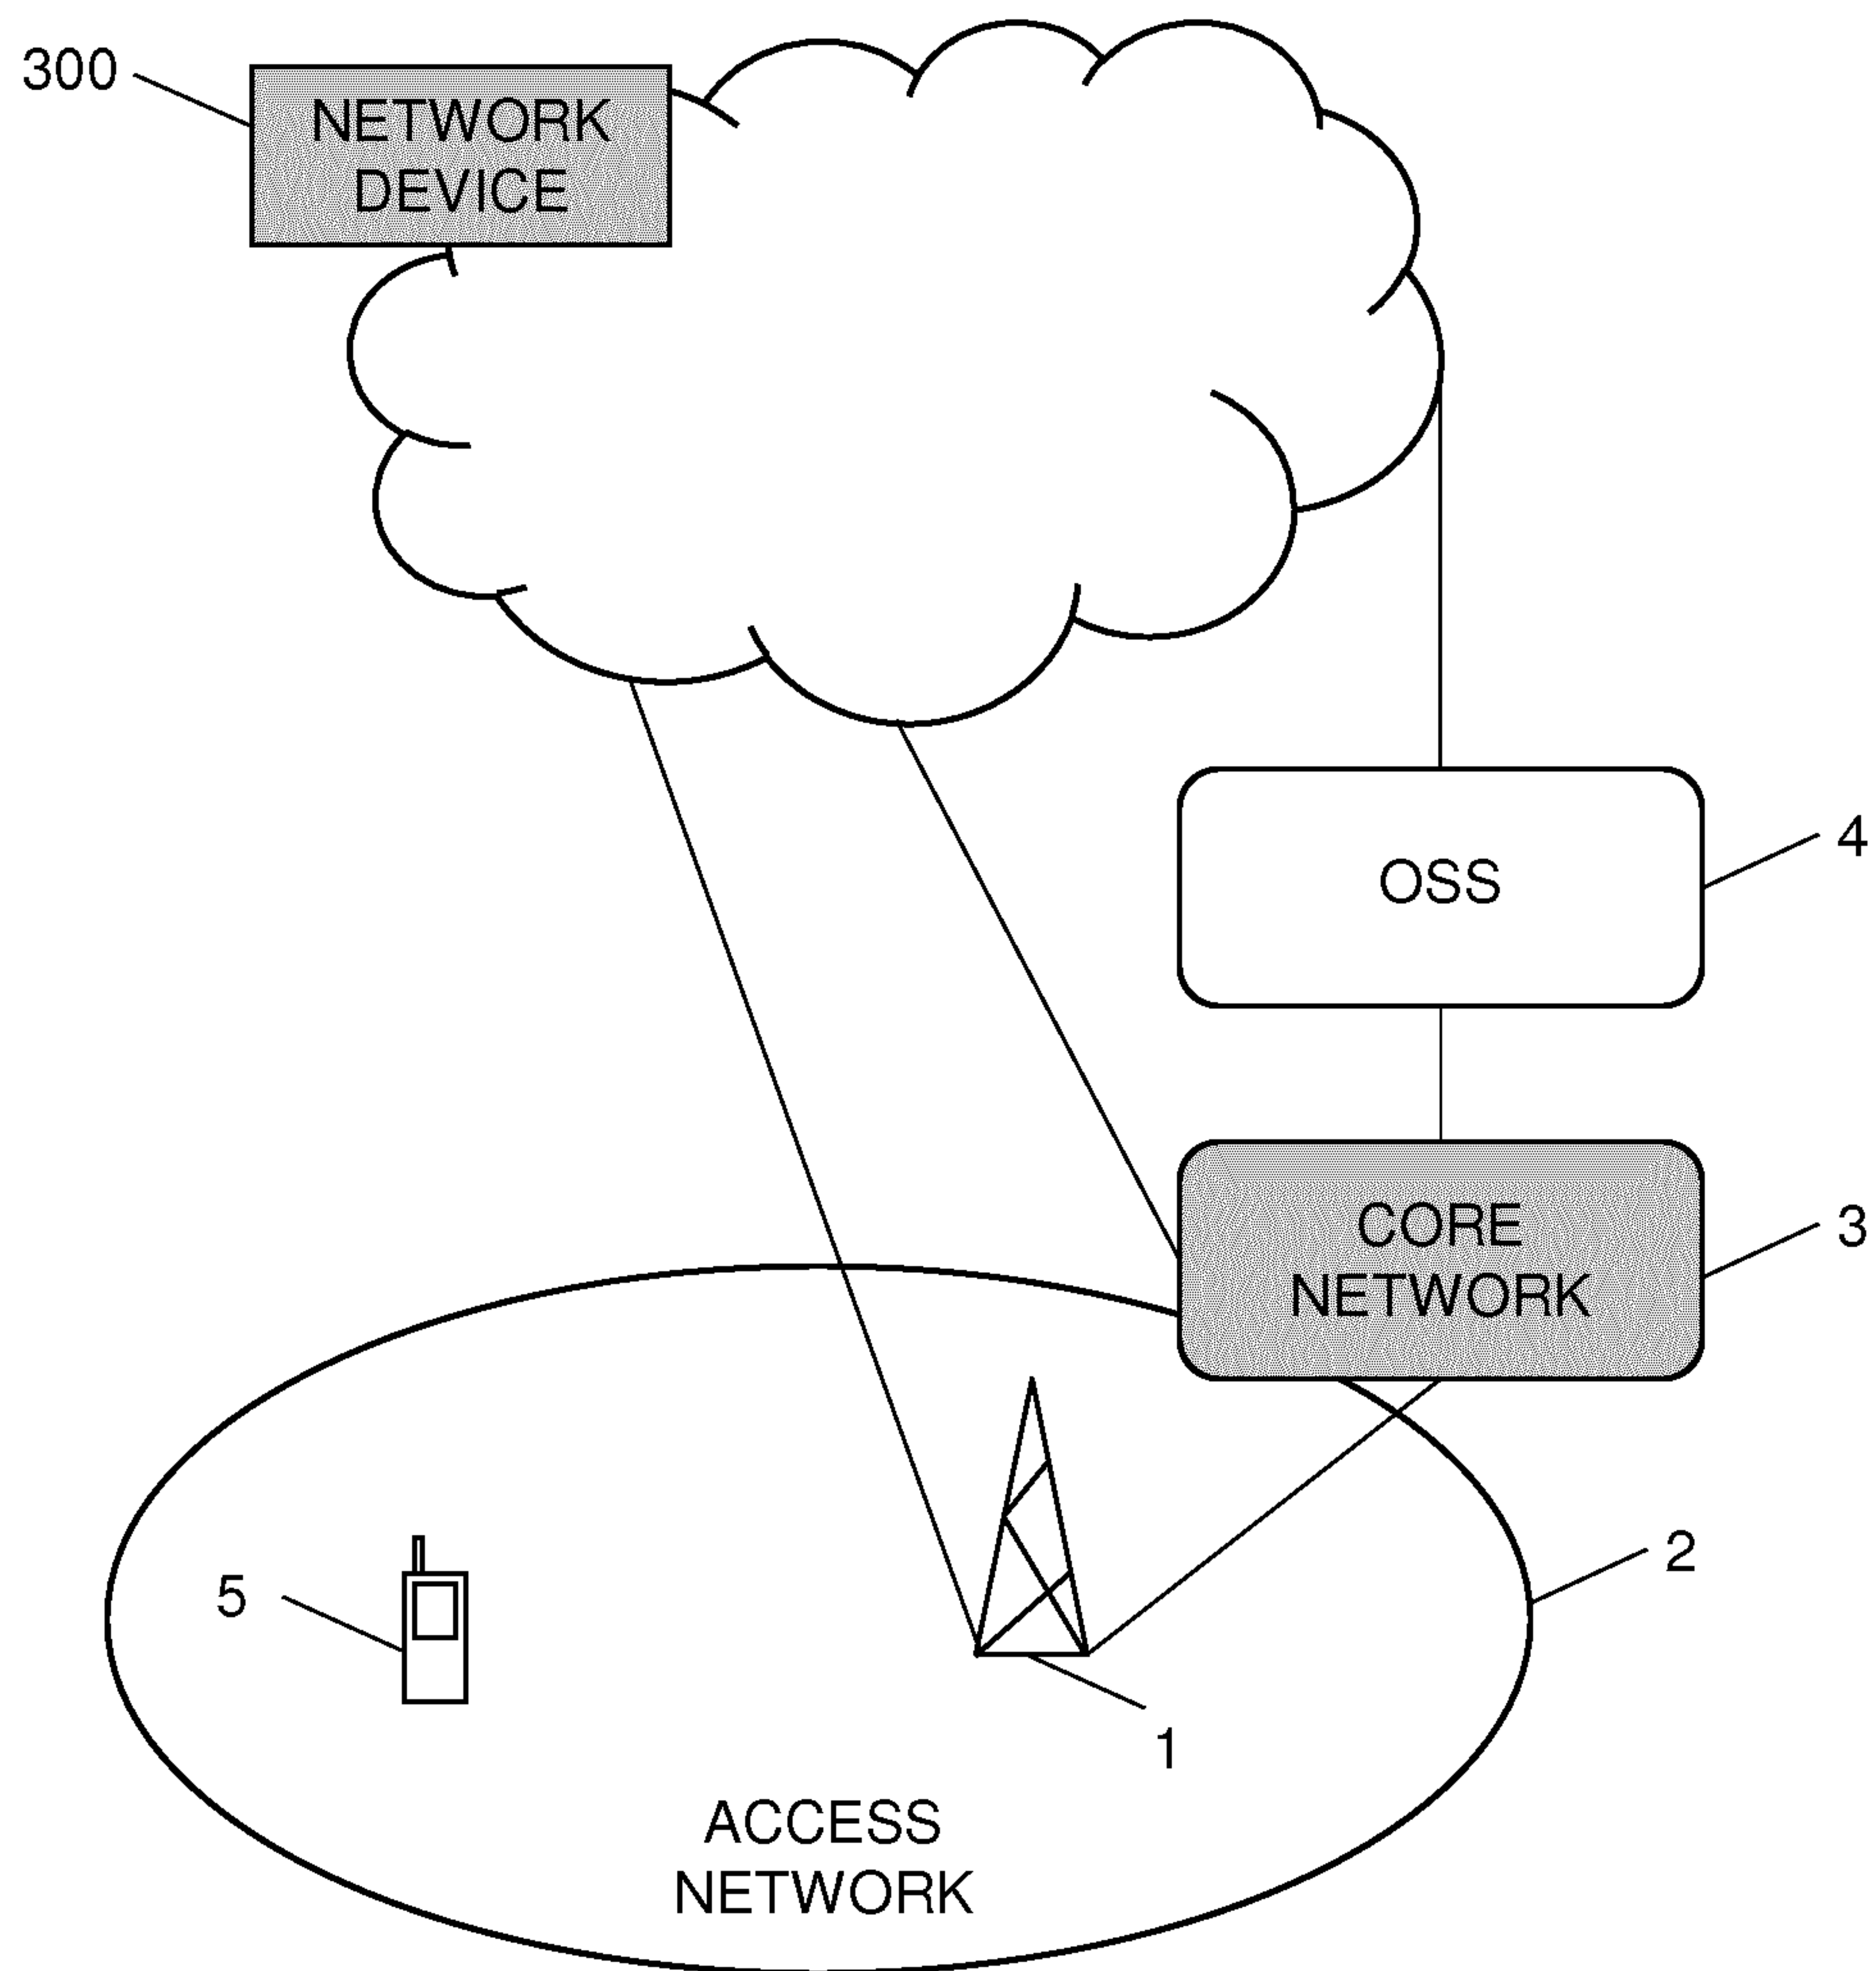 300
NETWORK
DEVICE
OSS
4
CORE
NETWORK
3
2
5
1
ACCESS
NETWORK